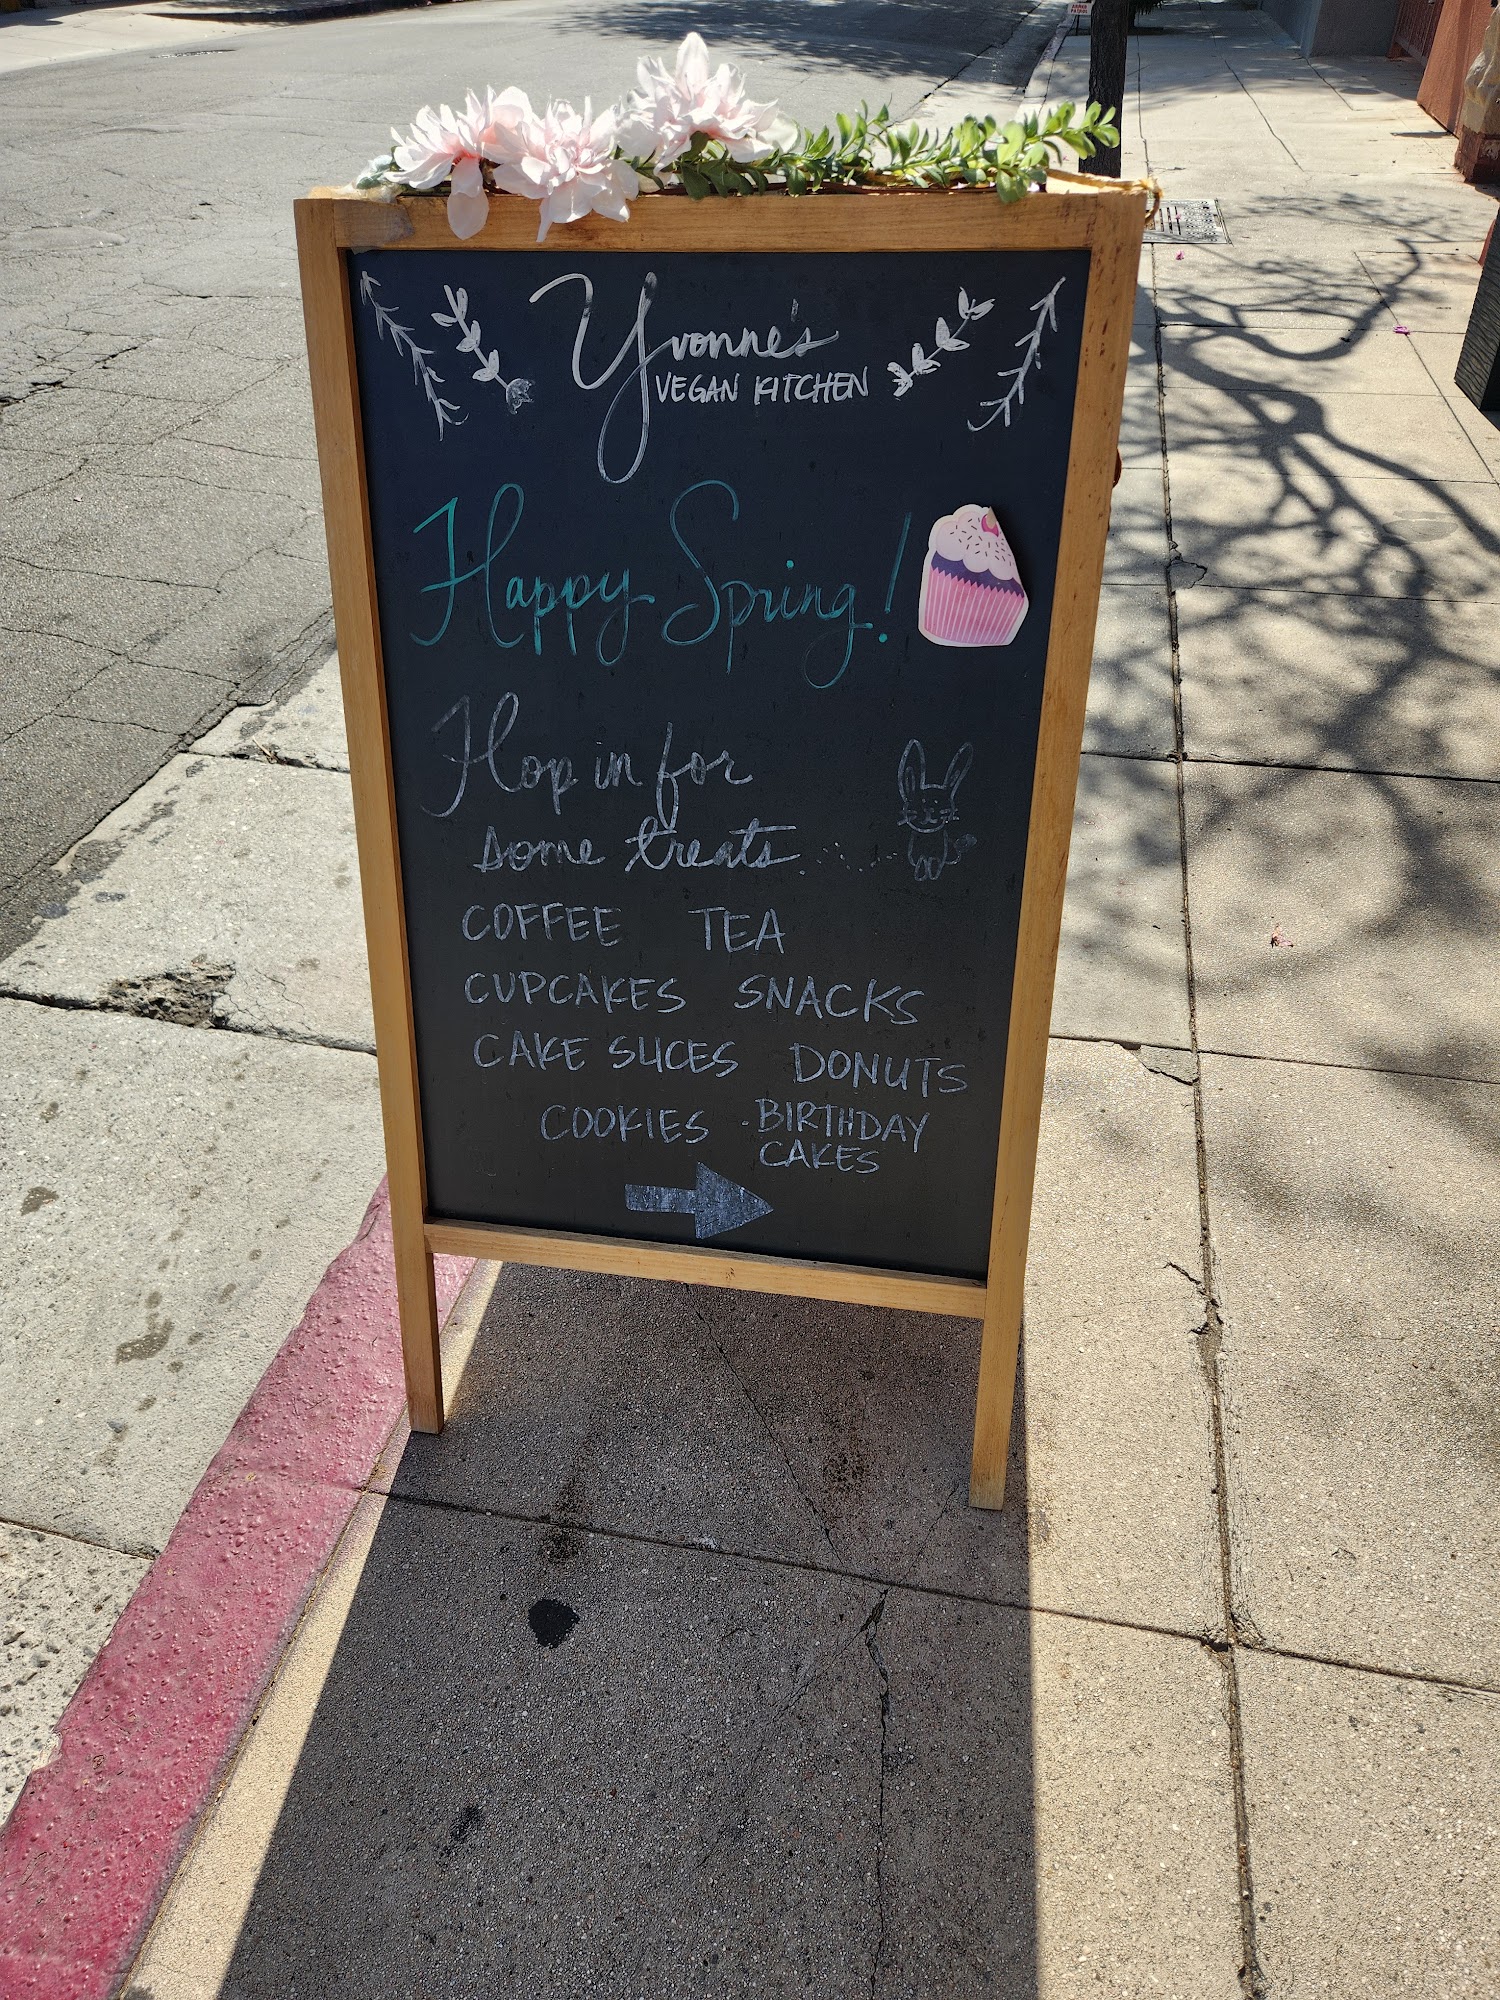 Yvonne's
VEGAN KITCHEN
Happy Spring!
Hop in for
some treats.....
COFFEE TEA
CUPCAKES SNACKS
CAKE SLICES DONUTS
COOKIES . BIRTHDAY
CAKES